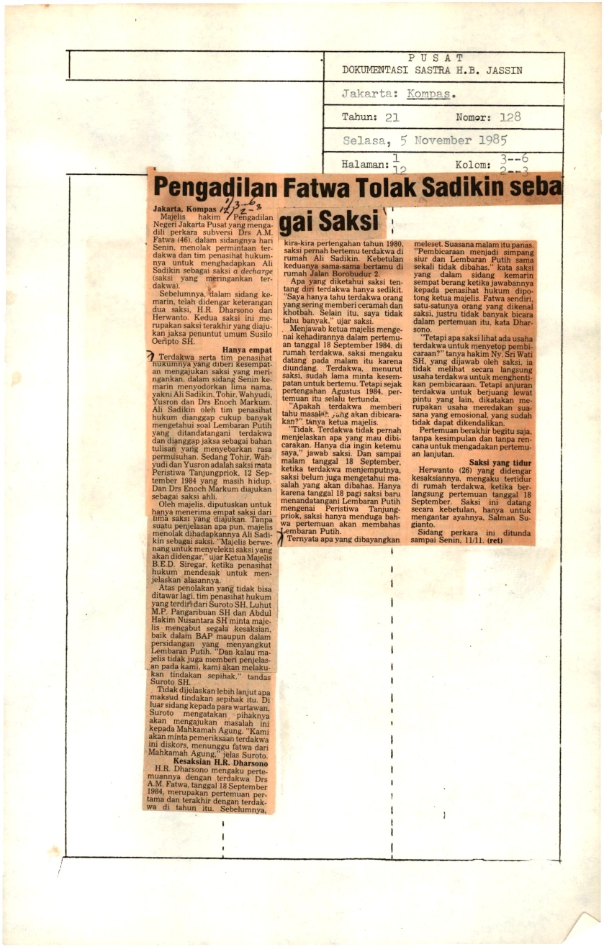 P U S A T
DOKUMENTASI SASTRA H.B. JASSIN
Jakarta: Kompas.
Tahun: 21 Nomor: 128
Selasa, 5 November 1985
Halaman: 1 Kolom: 3--6
12 2--3
Pengadilan Fatwa Tolak Sadikin seba
gai Saksi
Jakarta, Kompas
Majelis hakim Pengadilan
Negeri Jakarta Pusat yang menga-
dili perkara subversi Drs A.M.
Fatwa (46), dalam sidangnya hari
Senin, menolak permintaan ter-
dakwa dan tim penasihat hukum-
nya untuk menghadapkan Ali
Sadikin sebagai saksi a decharge
(saksi yang meringankan ter-
dakwa).
Sebelumnya, dalam sidang ke-
marin, telah didengar keterangan
dua saksi, H.R. Dharsono dan
Herwanto. Kedua saksi ini me-
rupakan saksi terakhir yang diaju-
kan jaksa penuntut umum Susilo
Oeripto SH.
Hanya empat
Terdakwa serta tim penasihat
hukumnya yang diberi kesempat-
an mengajukan saksi yang meri-
ngankan, dalam sidang Senin ke-
marin menyodorkan lima nama,
yakni Ali Sadikin, Tohir, Wahyudi,
Yusron dan Drs Enoch Markum.
Ali Sadikin oleh tim penasihat
hukum dianggap cukup banyak
mengetahui soal Lembaran Putih
yang ditandatangani terdakwa
dan dianggap jaksa sebagai bahan
tulisan yang menyebarkan rasa
permusuhan. Sedang Tohir, Wah-
yudi dan Yusron adalah saksi mata
Peristiwa Tanjungpriok, 12 Sep-
tember 1984 yang masih hidup.
Dan Drs Enoch Markum diajukan
sebagai saksi ahli.
Oleh majelis, diputuskan untuk
hanya menerima empat saksi dari
lima saksi yang diajukan. Tanpa
suatu penjelasan apa pun, majelis
menolak dihadapkannya Ali Sadi-
kin sebagai saksi. "Majelis berwe-
nang untuk menyeleksi saksi yang
akan didengar," ujar Ketua Majelis
B.E.D. Siregar, ketika penasihat
hukum mendesak untuk men-
jelaskan alasannya.
Atas penolakan yang tidak bisa
ditawar lagi, tim penasihat hukum
yang terdiri dari Suroto SH, Luhut
M.P. Pangaribuan SH dan Abdul
Hakim Nusantara SH minta maje-
lis mencabut segala kesaksian,
baik dalam BAP maupun dalam
persidangan yang menyangkut
Lembaran Putih. "Dan kalau ma-
jelis tidak juga memberi penjelas-
an pada kami, kami akan melaku-
kan tindakan sepihak," tandas
Suroto SH.
Tidak dijelaskan lebih lanjut apa
maksud tindakan sepihak itu. Di
luar sidang kepada para wartawan,
Suroto mengatakan pihaknya
akan mengajukan masalah ini
kepada Mahkamah Agung. "Kami
akan minta pemeriksaan terdakwa
ini diskors, menunggu fatwa dari
Mahkamah Agung," jelas Suroto.
Kesaksian H.R. Dharsono
H.R. Dharsono mengaku perte-
muannya dengan terdakwa Drs
A.M. Fatwa, tanggal 18 September
1984, merupakan pertemuan per-
tama dan terakhir dengan terdak-
wa di tahun itu. Sebelumnya,
kira-kira pertengahan tahun 1980,
saksi pernah bertemu terdakwa di
rumah Ali Sadikin. Kebetulan
keduanya sama-sama bertamu di
rumah Jalan Borobudur 2.
Apa yang diketahui saksi ten-
tang diri terdakwa hanya sedikit.
"Saya hanya tahu terdakwa orang
yang sering memberi ceramah dan
khotbah. Selain itu, saya tidak
tahu banyak," ujar saksi.
Menjawab ketua majelis menge-
nai kehadirannya dalam pertemu-
an tanggal 18 September 1984, di
rumah terdakwa, saksi mengaku
datang pada malam itu karena
diundang. Terdakwa, menurut
saksi, sudah lama minta kesem-
patan untuk bertemu. Tetapi sejak
pertengahan Agustus 1984, per-
temuan itu selalu tertunda.
"Apakah terdakwa memberi
tahu masalah yang akan dibicara-
kan?" tanya ketua majelis.
"Tidak. Terdakwa tidak pernah
menjelaskan apa yang mau dibi-
carakan. Hanya dia ingin ketemu
saya," jawab saksi. Dan sampai
malam tanggal 18 September,
ketika terdakwa menjemputnya,
saksi belum juga mengetahui ma-
salah yang akan dibahas. Hanya
karena tanggal 18 pagi saksi baru
menandatangani Lembaran Putih
mengenai Peristiwa Tanjung-
priok, saksi hanya menduga bah-
wa pertemuan akan membahas
Lembaran Putih.
Ternyata apa yang dibayangkan
meleset. Suasana malam itu panas.
"Pembicaraan menjadi simpang
siur dan Lembaran Putih sama
sekali tidak dibahas," kata saksi
yang dalam sidang kemarin
sempat berang ketika jawabannya
kepada penasihat hukum dipo-
tong ketua majelis. Fatwa sendiri,
satu-satunya orang yang dikenal
saksi, justru tidak banyak bicara
dalam pertemuan itu, kata Dhar-
sono.
"Tetapi apa saksi lihat ada usaha
terdakwa untuk menyetop pembi-
caraan?" tanya hakim Ny. Sri Wati
SH, yang dijawab oleh saksi, ia
tidak melihat secara langsung
usaha terdakwa untuk menghenti-
kan pembicaraan. Tetapi anjuran
terdakwa untuk berjuang lewat
pintu yang lain, dikatakan me-
rupakan usaha meredakan suasa-
na yang emosional, yang sudah
tidak dapat dikendalikan.
Pertemuan berakhir begitu saja,
tanpa kesimpulan dan tanpa ren-
cana untuk mengadakan pertemu-
an lanjutan.
Saksi yang tidur
Herwanto (26) yang didengar
kesaksiannya, mengaku tertidur
di rumah terdakwa, ketika ber-
langsung pertemuan tanggal 18
September. Saksi ini datang
secara kebetulan, hanya untuk
mengantar ayahnya, Salman Su-
gianto.
Sidang perkara ini ditunda
sampai Senin, 11/11. (ret)